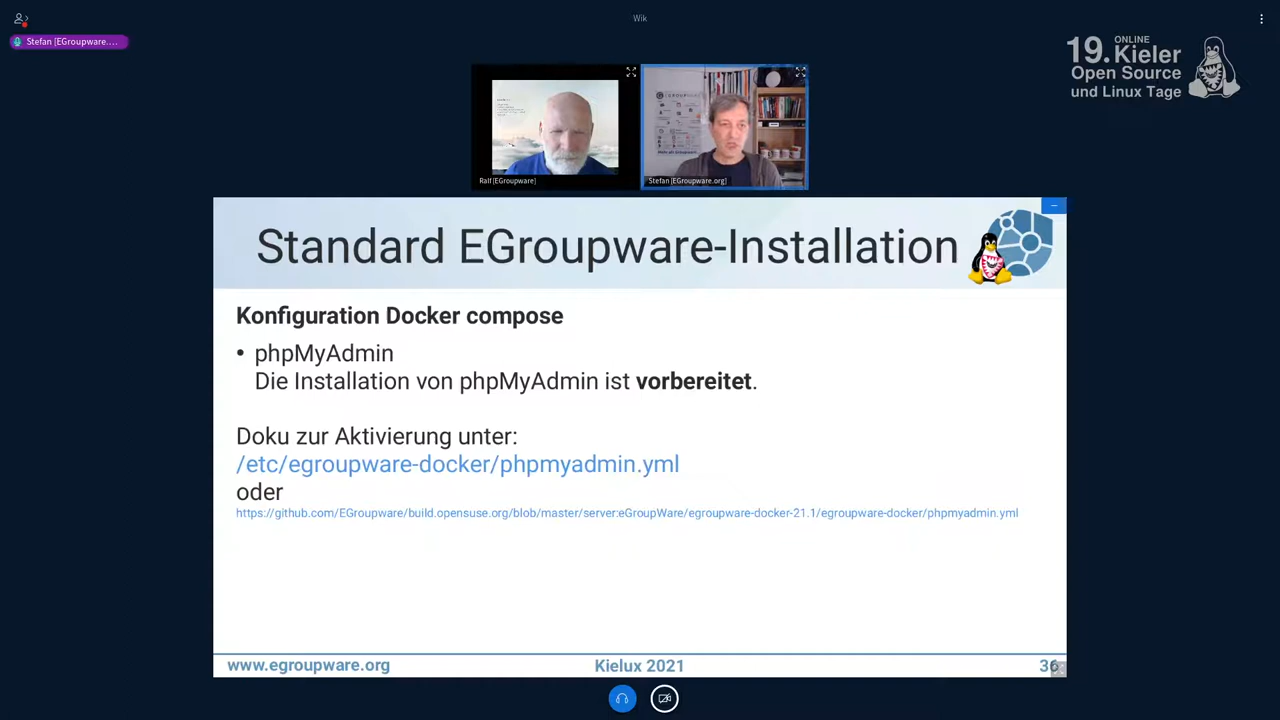 Wik
Stefan [EGroupware....
ONLINE
19. Kieler
Open Source
und Linux Tage
Ralf [EGroupware]
Stefan [EGroupware.org]
Standard EGroupware-Installation
Konfiguration Docker compose
• phpMyAdmin
Die Installation von phpMyAdmin ist vorbereitet.
Doku zur Aktivierung unter:
/etc/egroupware-docker/phpmyadmin.yml
oder
https://github.com/EGroupware/build.opensuse.org/blob/master/server:eGroupWare/egroupware-docker-21.1/egroupware-docker/phpmyadmin.yml
www.egroupware.org
Kielux 2021
36